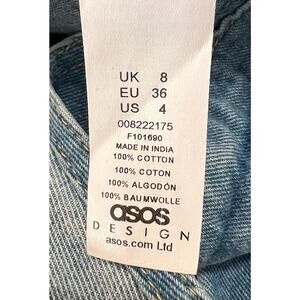 UK 8
EU 36
US 4
008222175
F101690
MADE IN INDIA
100% COTTON
100% COTON
100% ALGODÓN
100% BAUMWOLLE
asos
DESIGN
asos.com Ltd